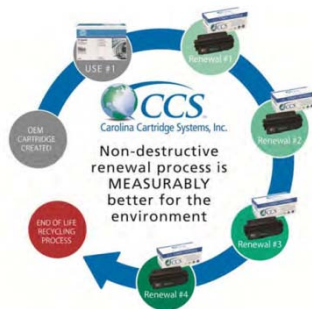 USE #1
Renewal #1
Renewal #2
Renewal #3
Renewal #4
END OF LIFE
RECYCLING
PROCESS
OEM
CARTRIDGE
CREATED
CCS
Carolina Cartridge Systems, Inc.
Non-destructive
renewal process is
MEASURABLY
better for the
environment